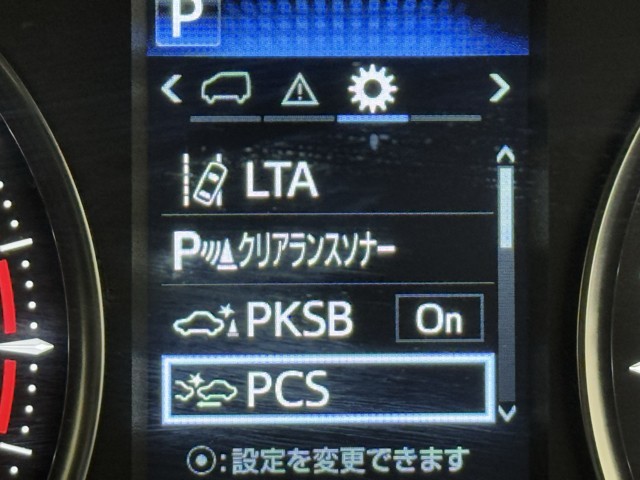 P
LTA
Pクリアランスソナー
PKSB On
PCS
:設定を変更できます